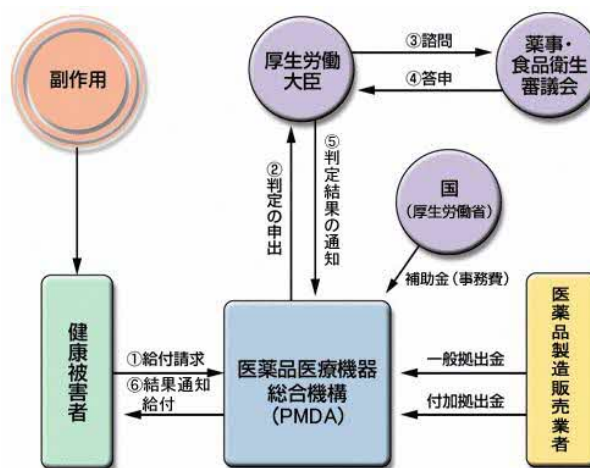 副作用
厚生労働
大臣
③諮問
④答申
薬事・
食品衛生
審議会
②判定の申出
⑤判定結果の通知
国
(厚生労働省)
補助金(事務費)
健康被害者
①給付請求
⑥結果通知
給付
医薬品医療機器
総合機構
(PMDA)
一般拠出金
付加拠出金
医薬品製造販売業者